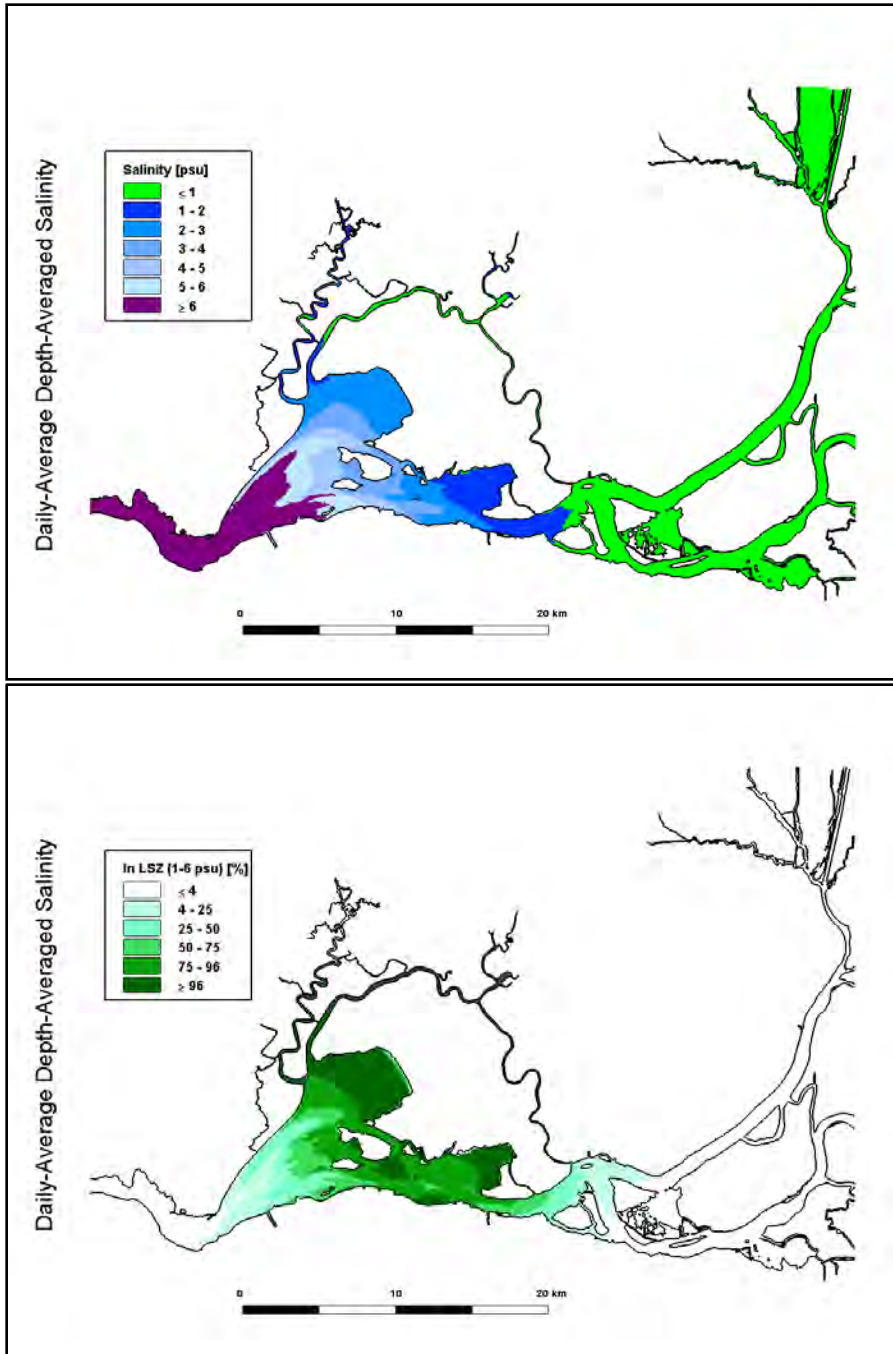 Daily-Average Depth-Averaged Salinity
Salinity [psu]
≤ 1
1 - 2
2 - 3
3 - 4
4 - 5
5 - 6
≥ 6
0 10 20 km
Daily-Average Depth-Averaged Salinity
In LSZ (1-6 psu) [%]
≤ 4
4 - 25
25 - 50
50 - 75
75 - 96
≥ 96
0 10 20 km